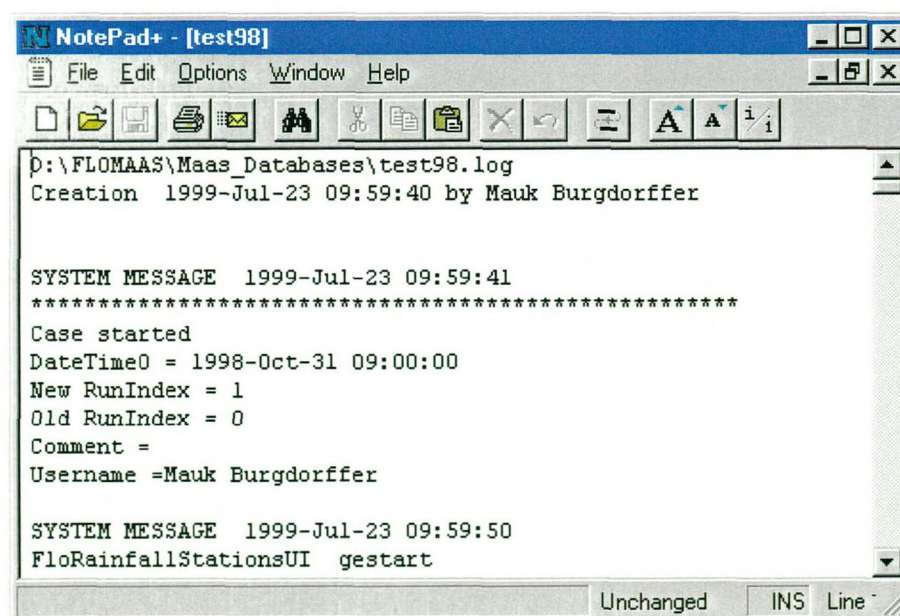 NotePad+ - [test98]
File Edit Options Window Help
D:\FLOMAAS\Maas_Databases\test98.log
Creation 1999-Jul-23 09:59:40 by Mauk Burgdorffer
SYSTEM MESSAGE 1999-Jul-23 09:59:41
*****************************************************
Case started
DateTime0 = 1998-Oct-31 09:00:00
New RunIndex = 1
Old RunIndex = 0
Comment =
Username =Mauk Burgdorffer
SYSTEM MESSAGE 1999-Jul-23 09:59:50
FloRainfallStationsUI gestart
Unchanged INS Line